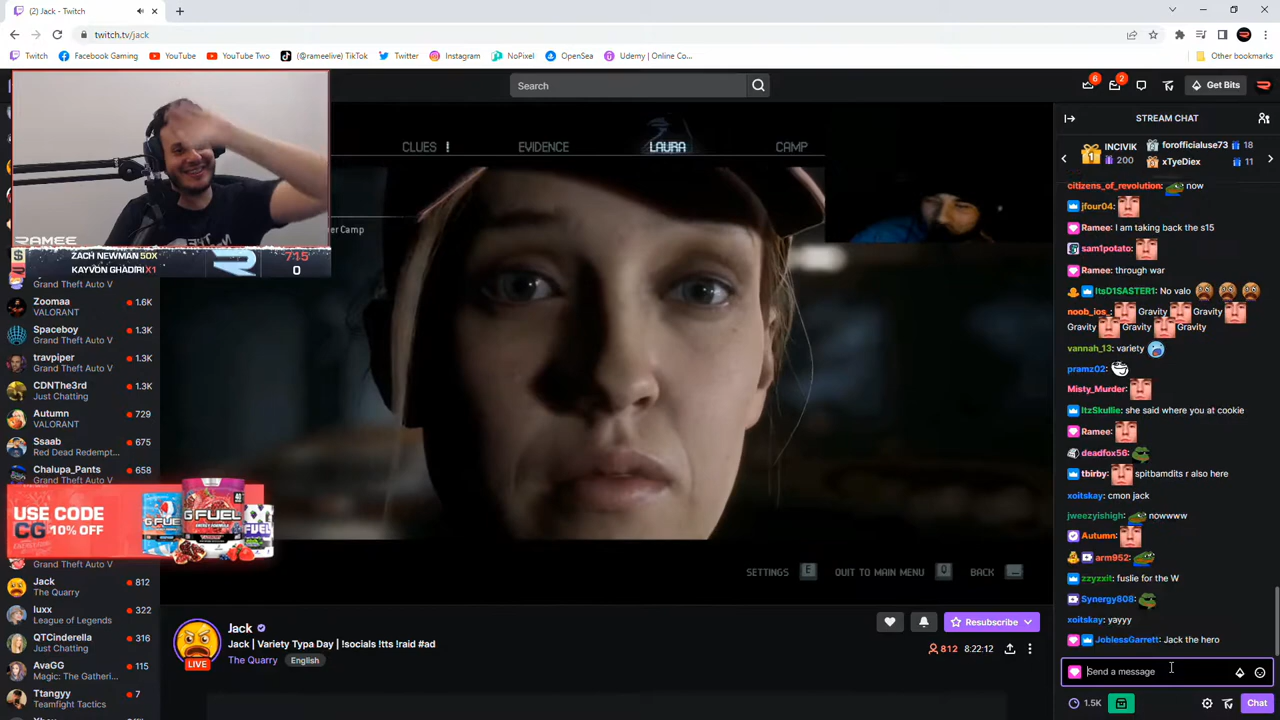 (2) Jack - Twitch
twitch.tv/jack
Twitch
Facebook Gaming
YouTube
YouTube Two
(@rameelive) TikTok
Twitter
Instagram
NoPixel
OpenSea
Udemy | Online Co...
Other bookmarks
Search
6
2
Get Bits
RAMEE
ZACH NEWMAN 50X
KAYVON GHADIRI X1
715
0
CLUES !
EVIDENCE
LAURA
CAMP
er Camp
Grand Theft Auto V
Zoomaa 1.6K
VALORANT
Spaceboy 1.3K
Grand Theft Auto V
travpiper 1.3K
Grand Theft Auto V
CDNThe3rd 1.3K
Just Chatting
Autumn 729
VALORANT
Ssaab 675
Red Dead Redempt...
Chalupa_Pants 658
Grand Theft Auto V
USE CODE
CG 10% OFF
G FUEL
Grand Theft Auto V
Jack 812
The Quarry
luxx 322
League of Legends
QTCinderella 316
Just Chatting
AvaGG 115
Magic: The Gatheri...
Ttangyy 7
Teamfight Tactics
SETTINGS E
QUIT TO MAIN MENU Q
BACK
LIVE
Jack
Jack | Variety Typa Day | !socials !tts !raid #ad
The Quarry
English
Resubscribe
812
8:22:12
STREAM CHAT
1 INCIVIK
200
forofficialuse73 18
xTyeDiex 11
citizens_of_revolution: now
jfour04:
Ramee: I am taking back the s15
sam1potato:
Ramee: through war
ItsD1SASTER1: No valo
noob_ios_: Gravity Gravity
Gravity Gravity Gravity
vannah_13: variety
pramz02:
Misty_Murder:
ItzSkullie: she said where you at cookie
Ramee:
deadfox56:
tbirby: spitbamdits r also here
xoitskay: cmon jack
jweezyishigh: nowwww
Autumn:
arm952:
zzyzxit: fuslie for the W
Synergy808:
xoitskay: yayyy
JoblessGarrett: Jack the hero
Send a message
1.5K
Chat